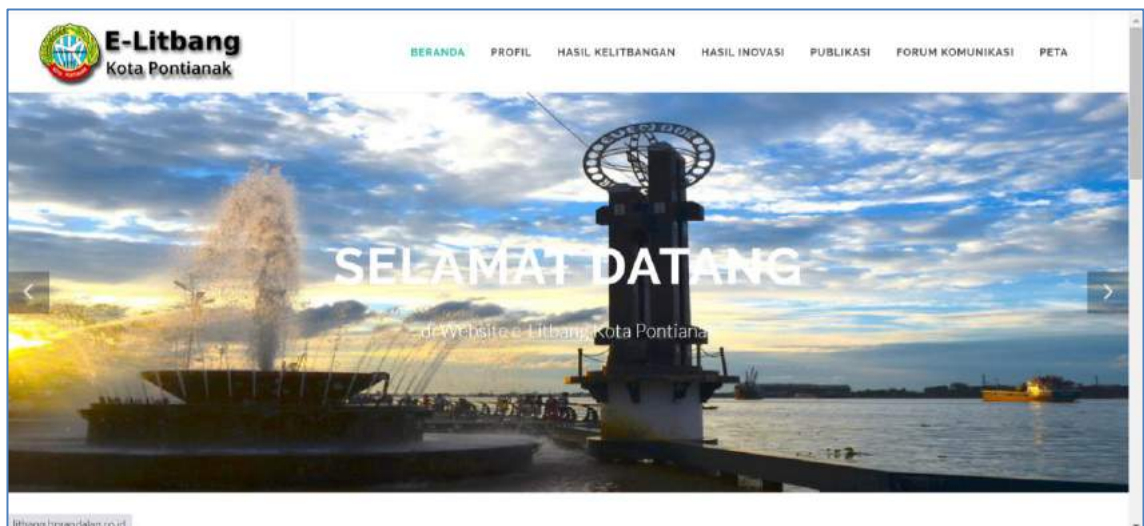 E-Litbang
Kota Pontianak
BERANDA PROFIL HASIL KELITBANGAN HASIL INOVASI PUBLIKASI FORUM KOMUNIKASI PETA
SELAMAT DATANG
di Website e-Litbang Kota Pontianak